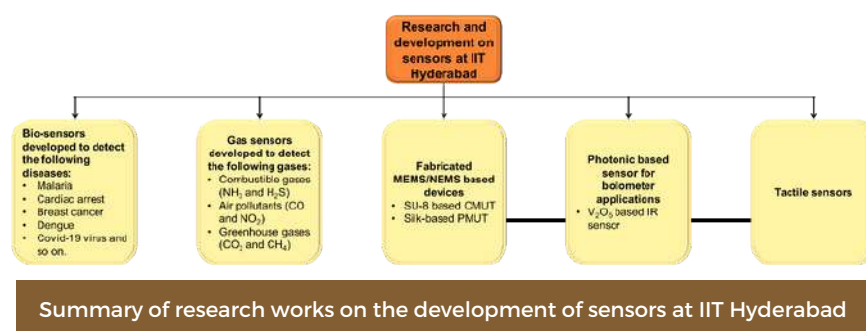 Research and
development on
sensors at IIT
Hyderabad
Bio-sensors
developed to detect
the following
diseases:
• Malaria
• Cardiac arrest
• Breast cancer
• Dengue
• Covid-19 virus and
so on.
Gas sensors
developed to detect
the following gases:
• Combustible gases
(NH₃ and H₂S)
• Air pollutants (CO
and NO₂)
• Greenhouse gases
(CO₂ and CH₄)
Fabricated
MEMS/NEMS based
devices
• SU-8 based CMUT
• Silk-based PMUT
Photonic based
sensor for
bolometer
applications
• V₂O₅ based IR
sensor
Tactile sensors
Summary of research works on the development of sensors at IIT Hyderabad